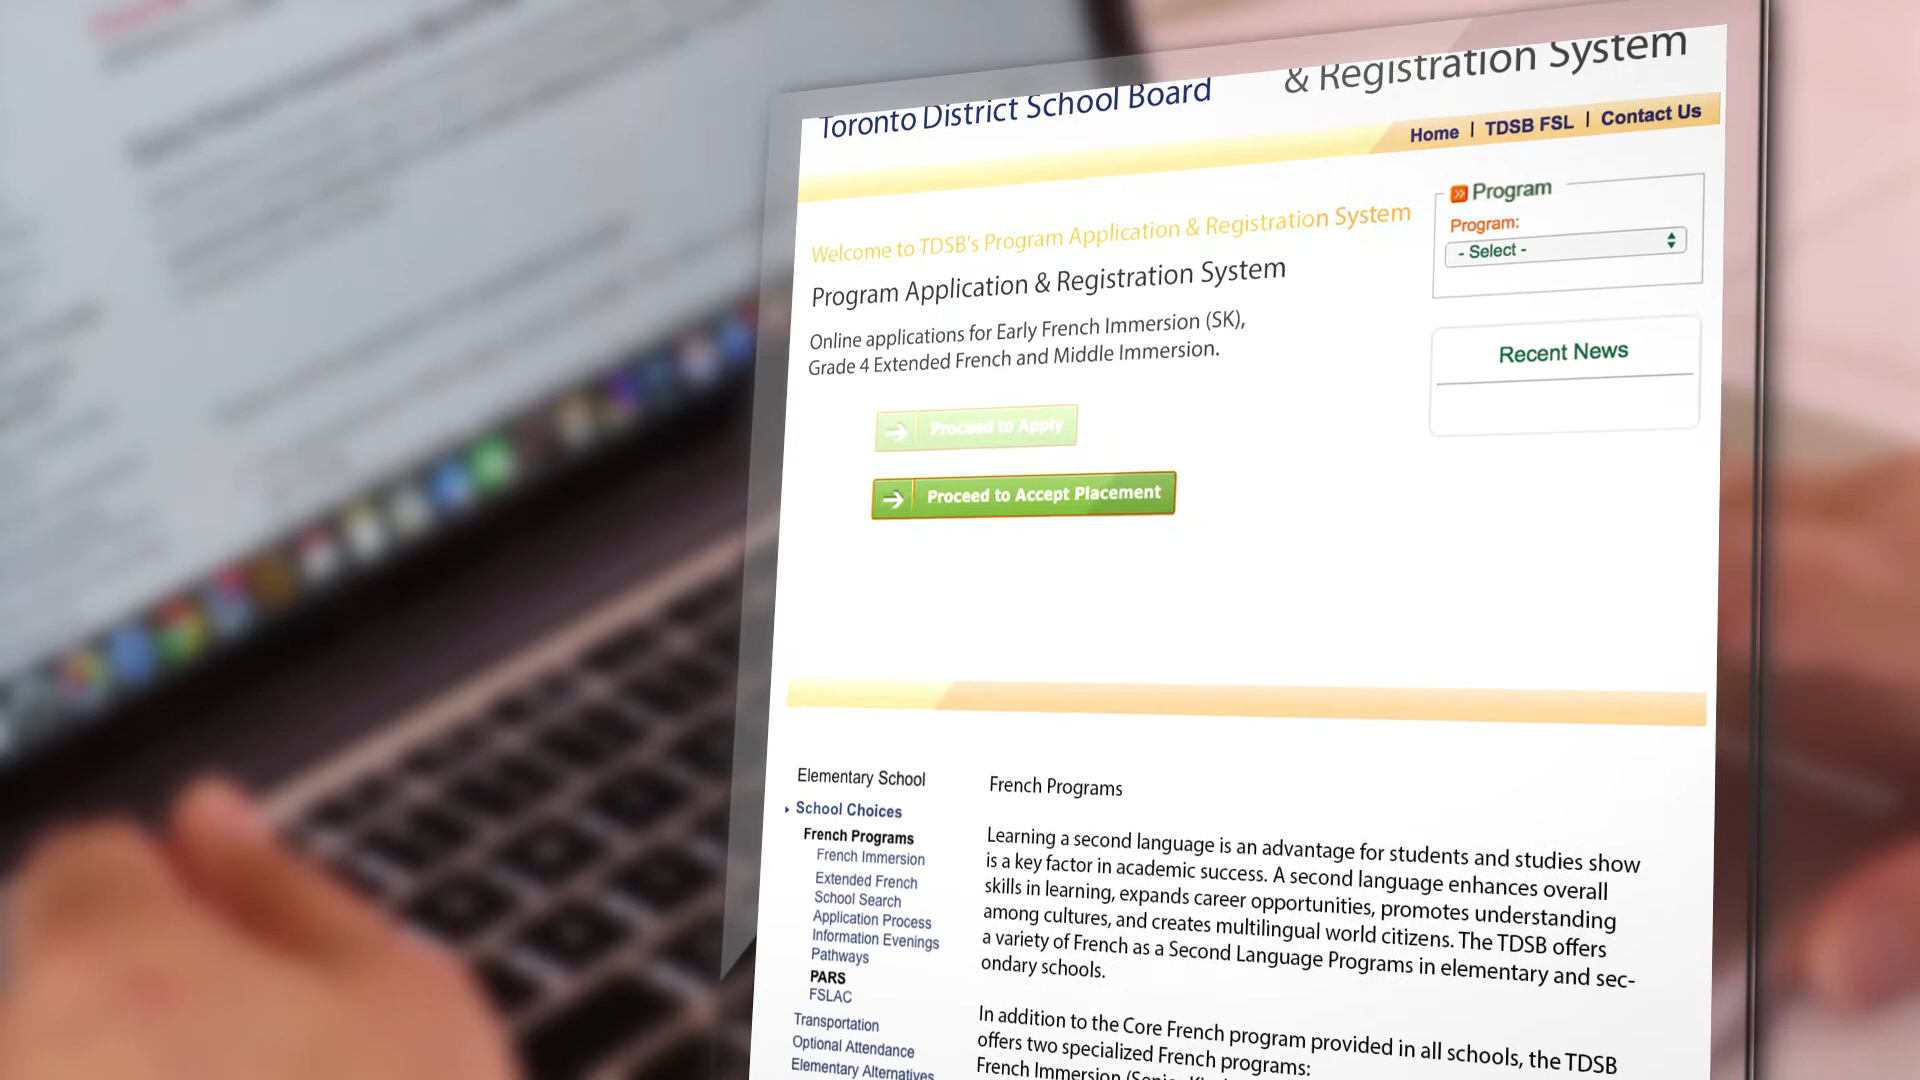 Toronto District School Board
& Registration System
Home | TDSB FSL | Contact Us
Welcome to TDSB's Program Application & Registration System
Program Application & Registration System
Online applications for Early French Immersion (SK),
Grade 4 Extended French and Middle Immersion.
Proceed to Apply
Proceed to Accept Placement
Program
Program:
- Select -
Recent News
Elementary School
School Choices
French Programs
French Immersion
Extended French
School Search
Application Process
Information Evenings
Pathways
PARS
FSLAC
Transportation
Optional Attendance
Elementary Alternatives
French Programs
Learning a second language is an advantage for students and studies show
is a key factor in academic success. A second language enhances overall
skills in learning, expands career opportunities, promotes understanding
among cultures, and creates multilingual world citizens. The TDSB offers
a variety of French as a Second Language Programs in elementary and sec-
ondary schools.
In addition to the Core French program provided in all schools, the TDSB
offers two specialized French programs:
French Immersion